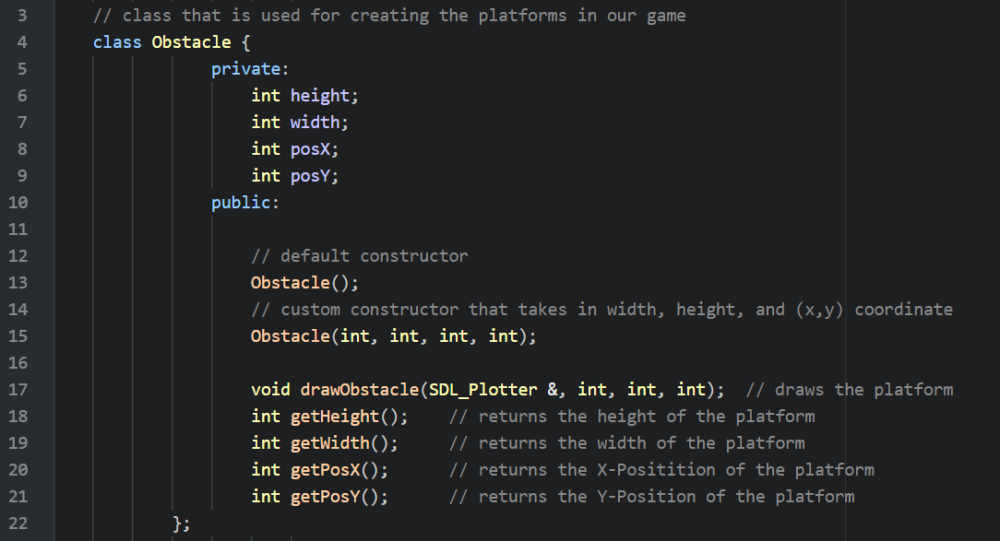 3 // class that is used for creating the platforms in our game
4 class Obstacle {
5 private:
6 int height;
7 int width;
8 int posX;
9 int posY;
10 public:
11
12 // default constructor
13 Obstacle();
14 // custom constructor that takes in width, height, and (x,y) coordinate
15 Obstacle(int, int, int, int);
16
17 void drawObstacle(SDL_Plotter &, int, int, int); // draws the platform
18 int getHeight(); // returns the height of the platform
19 int getWidth(); // returns the width of the platform
20 int getPosX(); // returns the X-Positition of the platform
21 int getPosY(); // returns the Y-Position of the platform
22 };